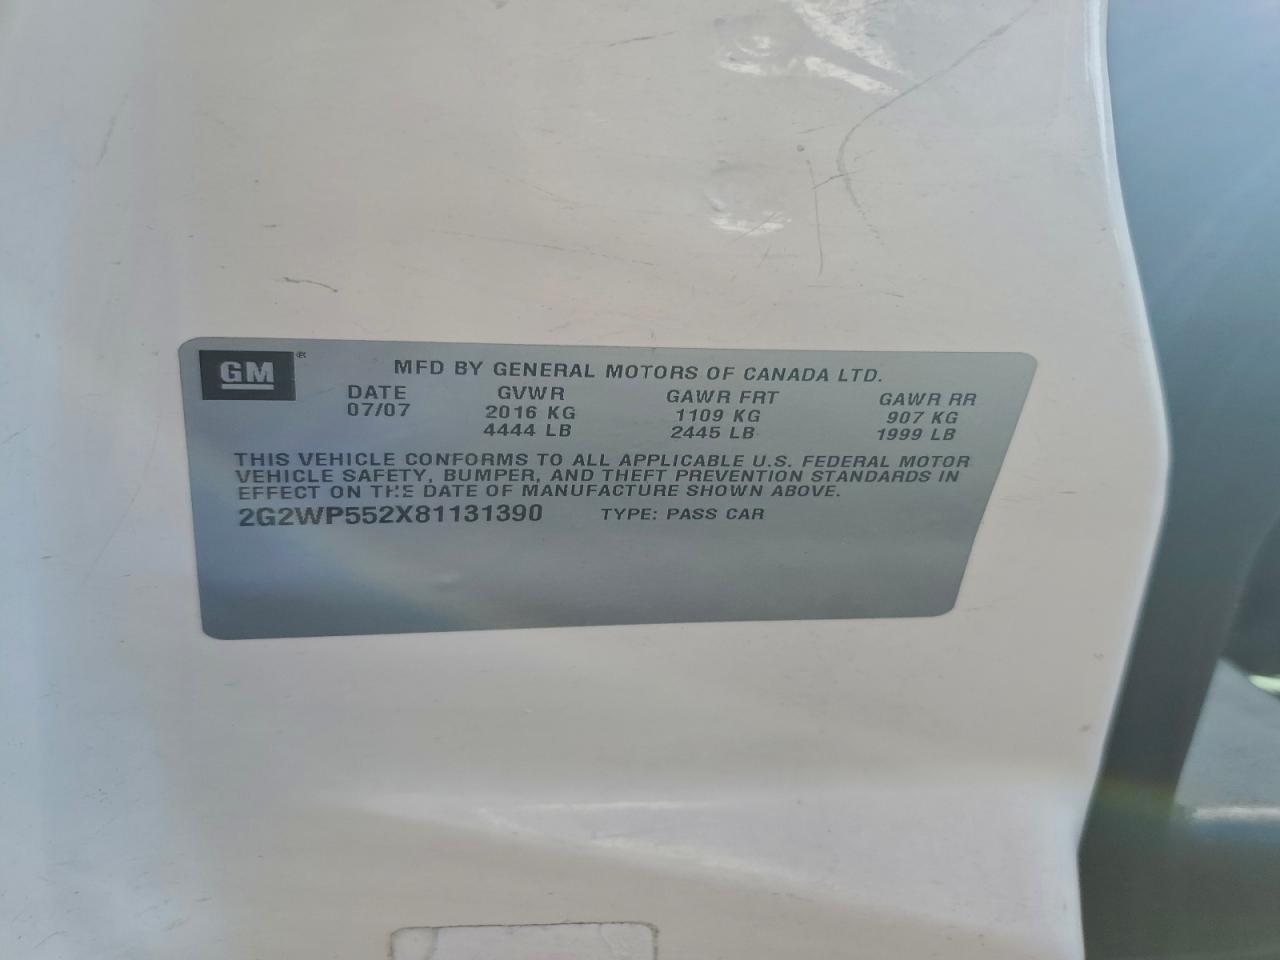 GM ®
MFD BY GENERAL MOTORS OF CANADA LTD.
DATE GVWR GAWR FRT GAWR RR
07/07 2016 KG 1109 KG 907 KG
4444 LB 2445 LB 1999 LB
THIS VEHICLE CONFORMS TO ALL APPLICABLE U.S. FEDERAL MOTOR
VEHICLE SAFETY, BUMPER, AND THEFT PREVENTION STANDARDS IN
EFFECT ON THE DATE OF MANUFACTURE SHOWN ABOVE.
2G2WP552X81131390 TYPE: PASS CAR